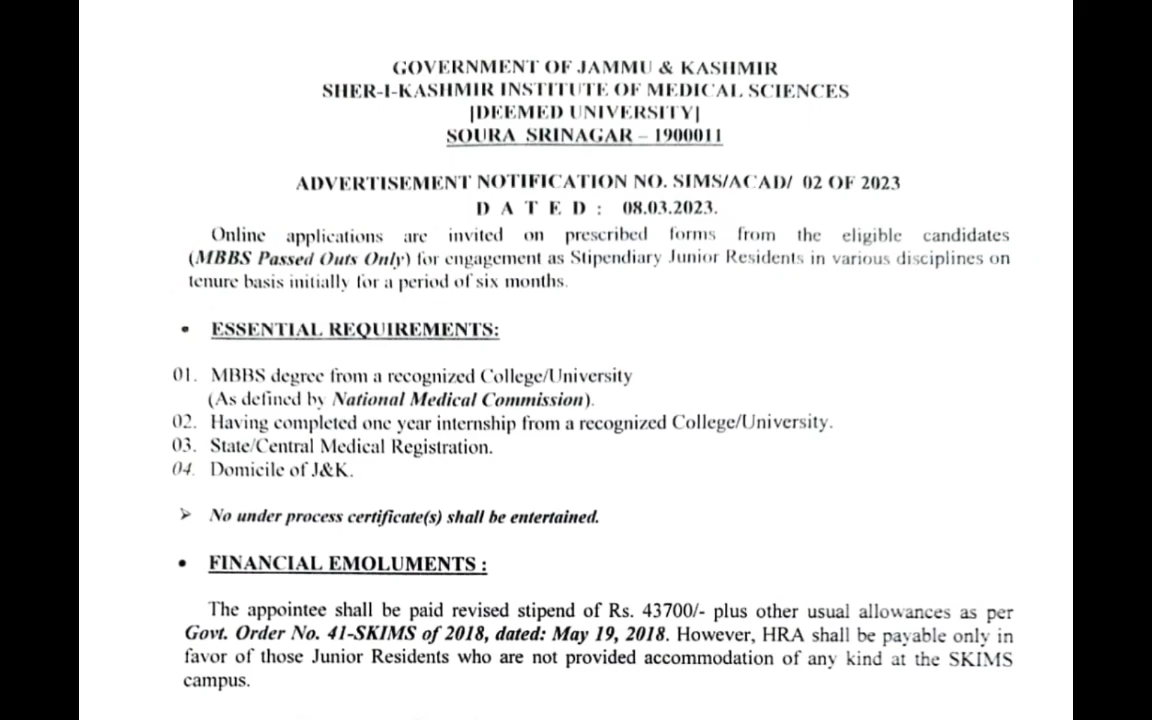 GOVERNMENT OF JAMMU & KASHMIR
SHER-I-KASHMIR INSTITUTE OF MEDICAL SCIENCES
[DEEMED UNIVERSITY]
SOURA SRINAGAR – 1900011
ADVERTISEMENT NOTIFICATION NO. SIMS/ACAD/ 02 OF 2023
D A T E D : 08.03.2023.
Online applications are invited on prescribed forms from the eligible candidates
(MBBS Passed Outs Only) for engagement as Stipendiary Junior Residents in various disciplines on
tenure basis initially for a period of six months.
• ESSENTIAL REQUIREMENTS:
01. MBBS degree from a recognized College/University
(As defined by National Medical Commission).
02. Having completed one year internship from a recognized College/University.
03. State/Central Medical Registration.
04. Domicile of J&K.
➢ No under process certificate(s) shall be entertained.
• FINANCIAL EMOLUMENTS :
The appointee shall be paid revised stipend of Rs. 43700/- plus other usual allowances as per
Govt. Order No. 41-SKIMS of 2018, dated: May 19, 2018. However, HRA shall be payable only in
favor of those Junior Residents who are not provided accommodation of any kind at the SKIMS
campus.